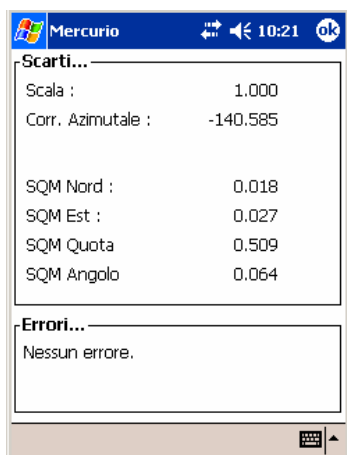 Mercurio 10:21 ok
Scarti...
Scala : 1.000
Corr. Azimutale : -140.585
SQM Nord : 0.018
SQM Est : 0.027
SQM Quota 0.509
SQM Angolo 0.064
Errori...
Nessun errore.